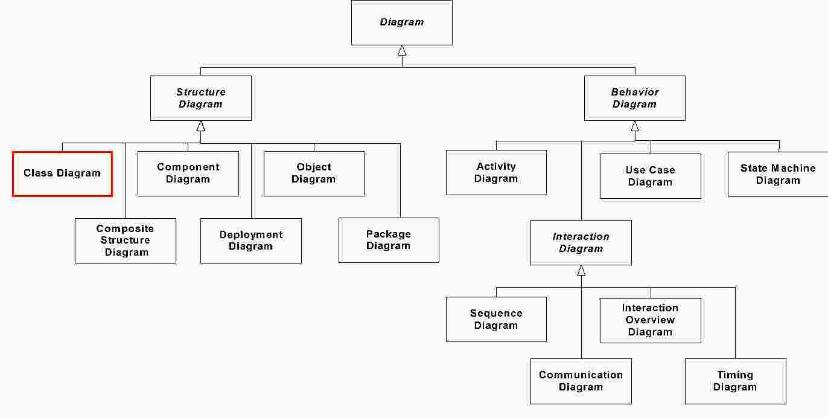 Diagram
Structure
Diagram
Behavior
Diagram
Class Diagram
Component
Diagram
Object
Diagram
Activity
Diagram
Use Case
Diagram
State Machine
Diagram
Composite
Structure
Diagram
Deployment
Diagram
Package
Diagram
Interaction
Diagram
Sequence
Diagram
Interaction
Overview
Diagram
Communication
Diagram
Timing
Diagram